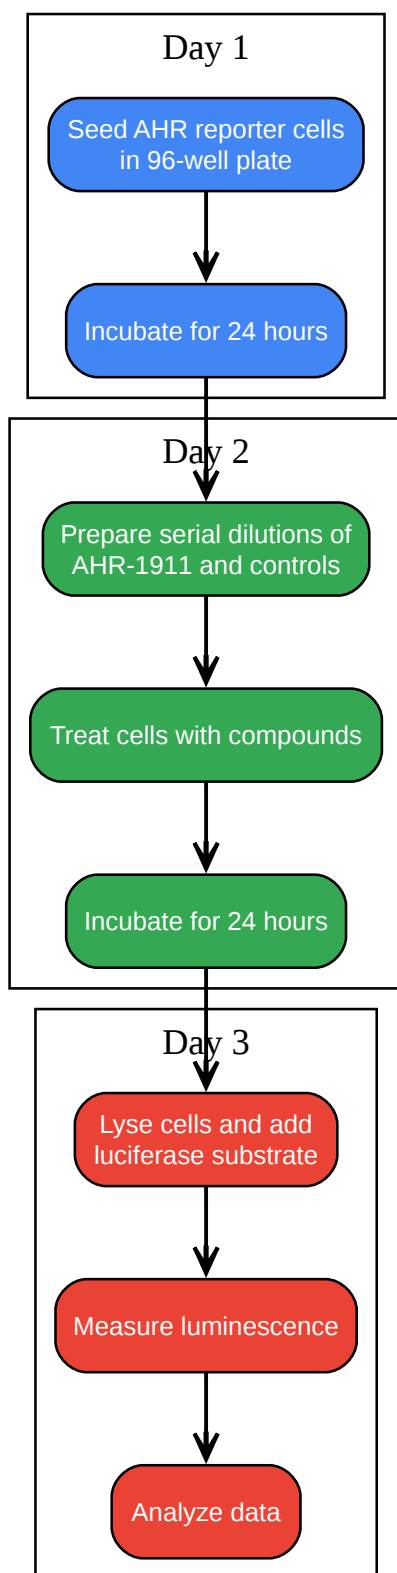 Day 1
Seed AHR reporter cells
in 96-well plate
Incubate for 24 hours
Day 2
Prepare serial dilutions of
AHR-1911 and controls
Treat cells with compounds
Incubate for 24 hours
Day 3
Lyse cells and add
luciferase substrate
Measure luminescence
Analyze data